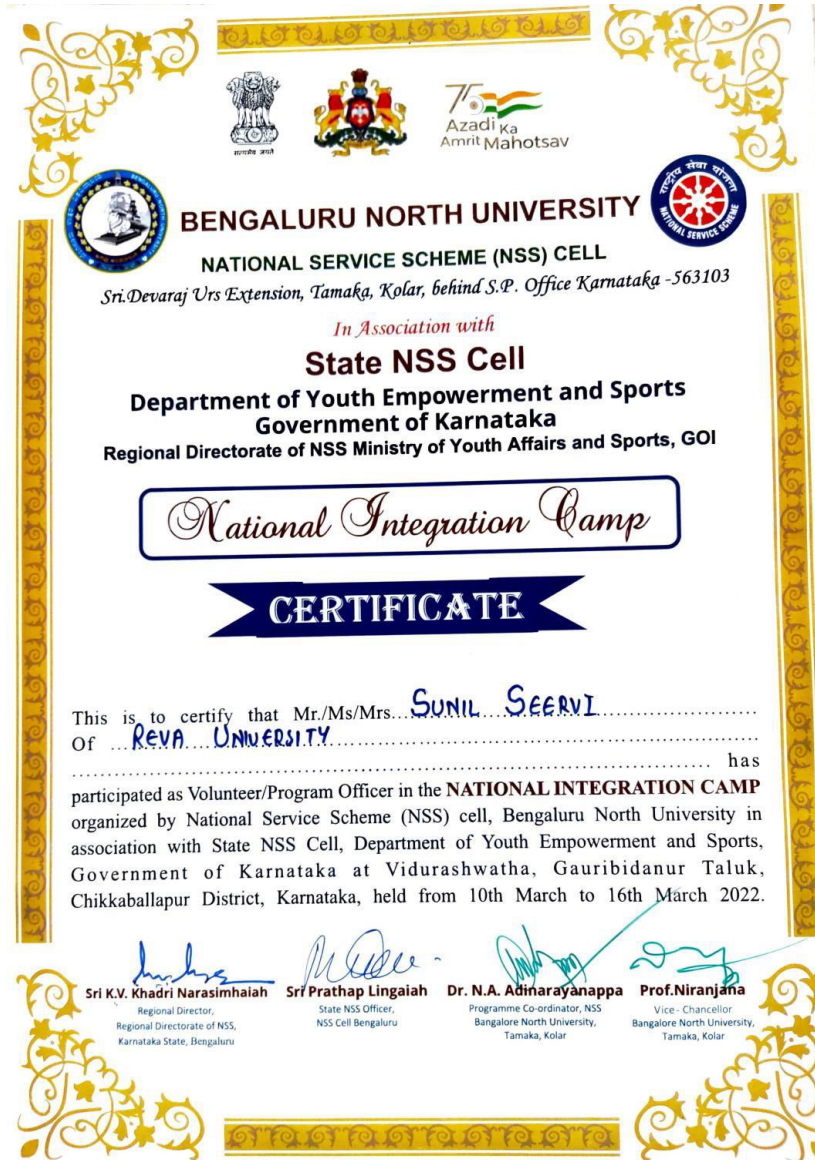 सत्यमेव जयते
75
Azadi Ka
Amrit Mahotsav
BENGALURU NORTH UNIVERSITY
राष्ट्रीय सेवा योजना
NATIONAL SERVICE SCHEME
NATIONAL SERVICE SCHEME (NSS) CELL
Sri.Devaraj Urs Extension, Tamaka, Kolar, behind S.P. Office Karnataka -563103
In Association with
State NSS Cell
Department of Youth Empowerment and Sports
Government of Karnataka
Regional Directorate of NSS Ministry of Youth Affairs and Sports, GOI
National Integration Camp
CERTIFICATE
This is to certify that Mr./Ms/Mrs...SUNIL SEERVI
Of ...REVA UNIVERSITY
has
participated as Volunteer/Program Officer in the NATIONAL INTEGRATION CAMP
organized by National Service Scheme (NSS) cell, Bengaluru North University in
association with State NSS Cell, Department of Youth Empowerment and Sports,
Government of Karnataka at Vidurashwatha, Gauribidanur Taluk,
Chikkaballapur District, Karnataka, held from 10th March to 16th March 2022.
Sri K.V. Khadri Narasimhaiah
Regional Director,
Regional Directorate of NSS,
Karnataka State, Bengaluru
Sri Prathap Lingaiah
State NSS Officer,
NSS Cell Bengaluru
Dr. N.A. Adinarayanappa
Programme Co-ordinator, NSS
Bangalore North University,
Tamaka, Kolar
Prof.Niranjana
Vice - Chancellor
Bangalore North University,
Tamaka, Kolar